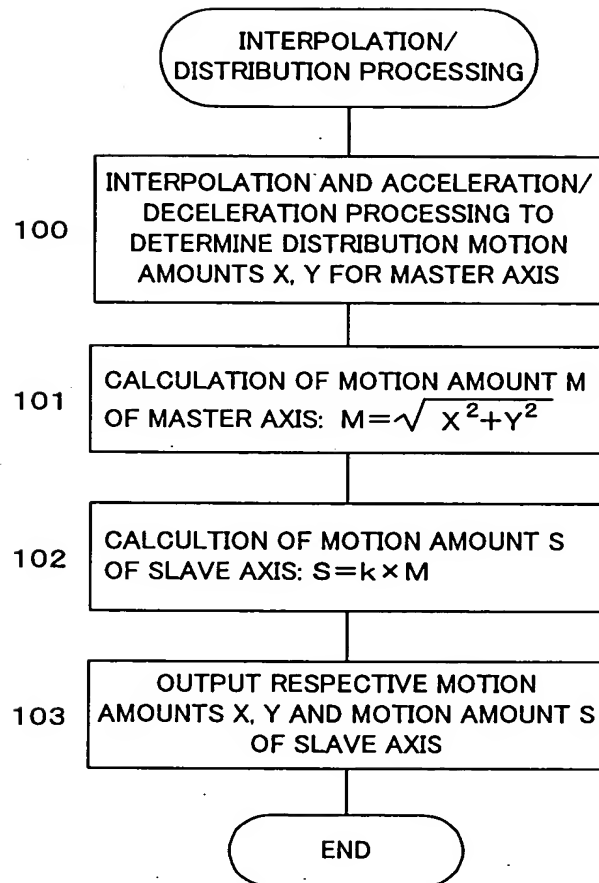 INTERPOLATION/
DISTRIBUTION PROCESSING
100
INTERPOLATION AND ACCELERATION/
DECELERATION PROCESSING TO
DETERMINE DISTRIBUTION MOTION
AMOUNTS X, Y FOR MASTER AXIS
101
CALCULATION OF MOTION AMOUNT M
OF MASTER AXIS: M=√X²+Y²
102
CALCULTION OF MOTION AMOUNT S
OF SLAVE AXIS: S=k×M
103
OUTPUT RESPECTIVE MOTION
AMOUNTS X, Y AND MOTION AMOUNT S
OF SLAVE AXIS
END